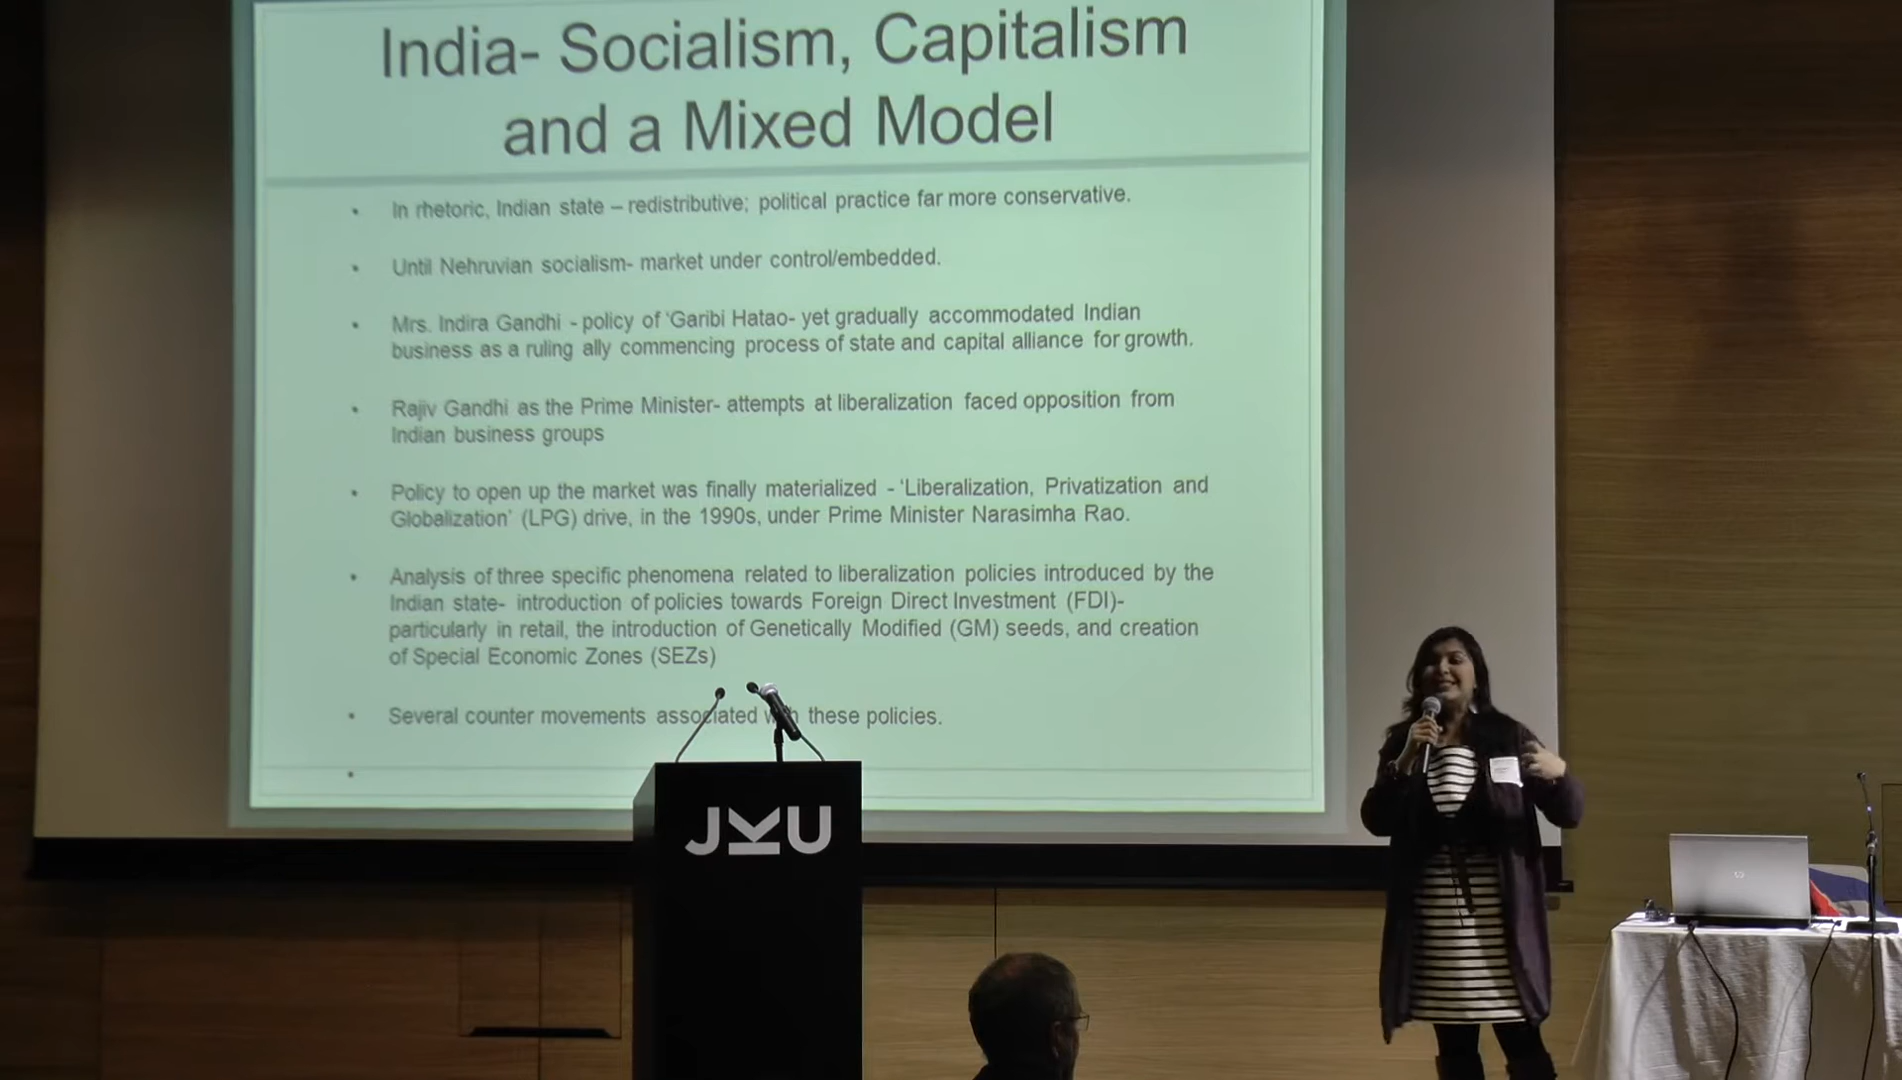 India- Socialism, Capitalism
and a Mixed Model
• In rhetoric, Indian state – redistributive; political practice far more conservative.
• Until Nehruvian socialism- market under control/embedded.
• Mrs. Indira Gandhi - policy of ‘Garibi Hatao- yet gradually accommodated Indian
business as a ruling ally commencing process of state and capital alliance for growth.
• Rajiv Gandhi as the Prime Minister- attempts at liberalization faced opposition from
Indian business groups
• Policy to open up the market was finally materialized - ‘Liberalization, Privatization and
Globalization’ (LPG) drive, in the 1990s, under Prime Minister Narasimha Rao.
• Analysis of three specific phenomena related to liberalization policies introduced by the
Indian state- introduction of policies towards Foreign Direct Investment (FDI)-
particularly in retail, the introduction of Genetically Modified (GM) seeds, and creation
of Special Economic Zones (SEZs)
• Several counter movements associated with these policies.
•
JKU